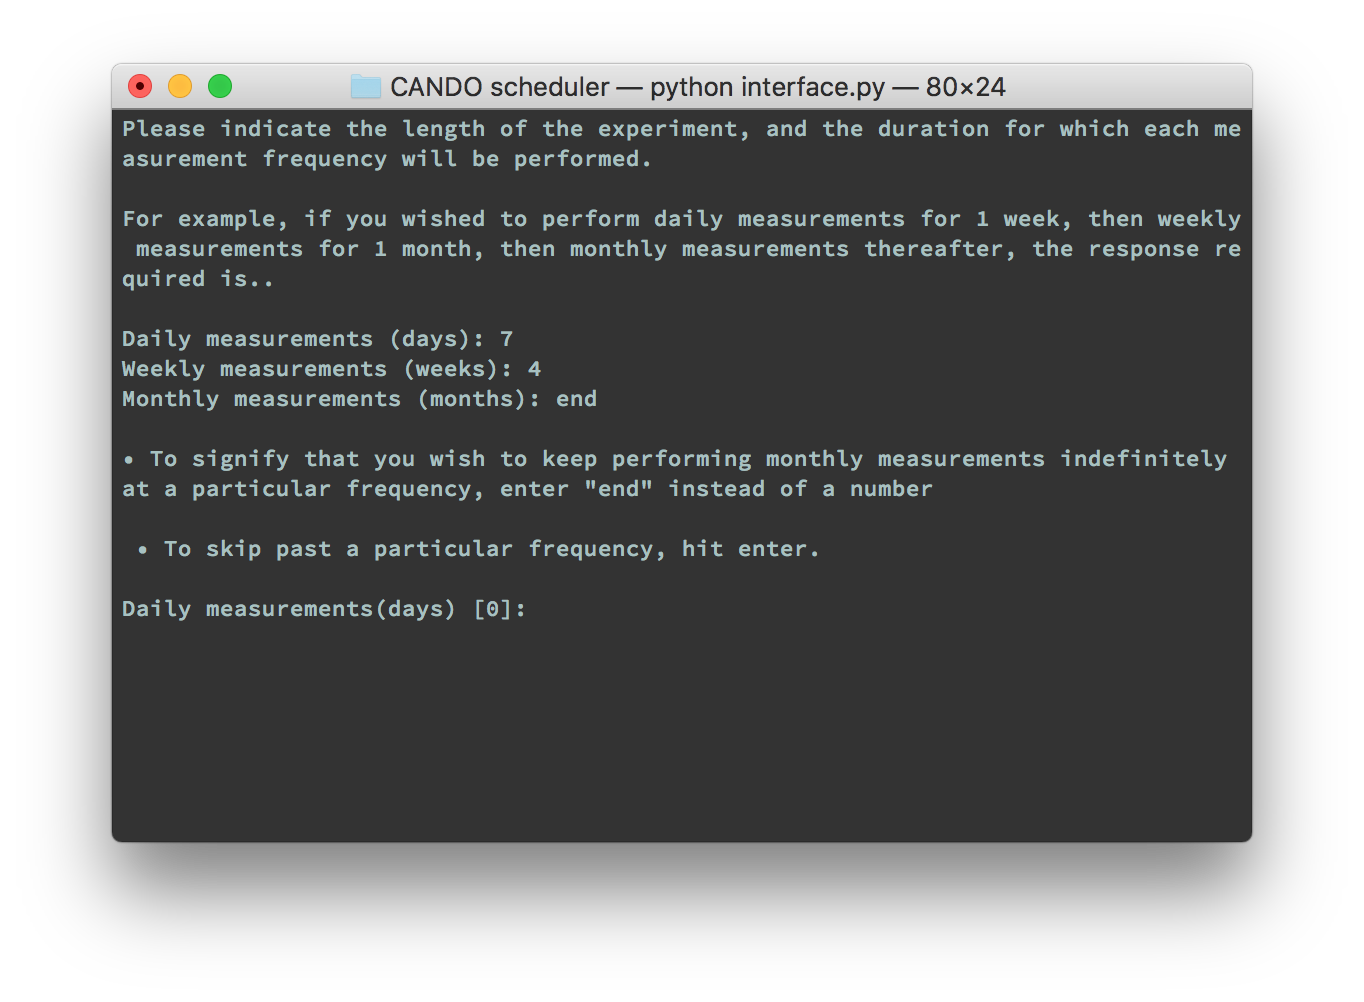 CANDO scheduler — python interface.py — 80×24
Please indicate the length of the experiment, and the duration for which each me
asurement frequency will be performed.
For example, if you wished to perform daily measurements for 1 week, then weekly
measurements for 1 month, then monthly measurements thereafter, the response re
quired is..
Daily measurements (days): 7
Weekly measurements (weeks): 4
Monthly measurements (months): end
• To signify that you wish to keep performing monthly measurements indefinitely
at a particular frequency, enter "end" instead of a number
• To skip past a particular frequency, hit enter.
Daily measurements(days) [0]: